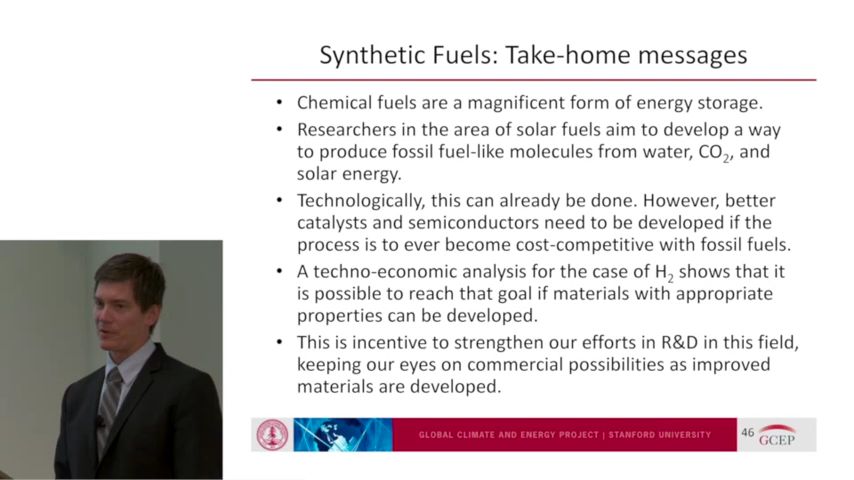 Synthetic Fuels: Take-home messages
• Chemical fuels are a magnificent form of energy storage.
• Researchers in the area of solar fuels aim to develop a way
to produce fossil fuel-like molecules from water, CO₂, and
solar energy.
• Technologically, this can already be done. However, better
catalysts and semiconductors need to be developed if the
process is to ever become cost-competitive with fossil fuels.
• A techno-economic analysis for the case of H₂ shows that it
is possible to reach that goal if materials with appropriate
properties can be developed.
• This is incentive to strengthen our efforts in R&D in this field,
keeping our eyes on commercial possibilities as improved
materials are developed.
GLOBAL CLIMATE AND ENERGY PROJECT | STANFORD UNIVERSITY
46
GCEP